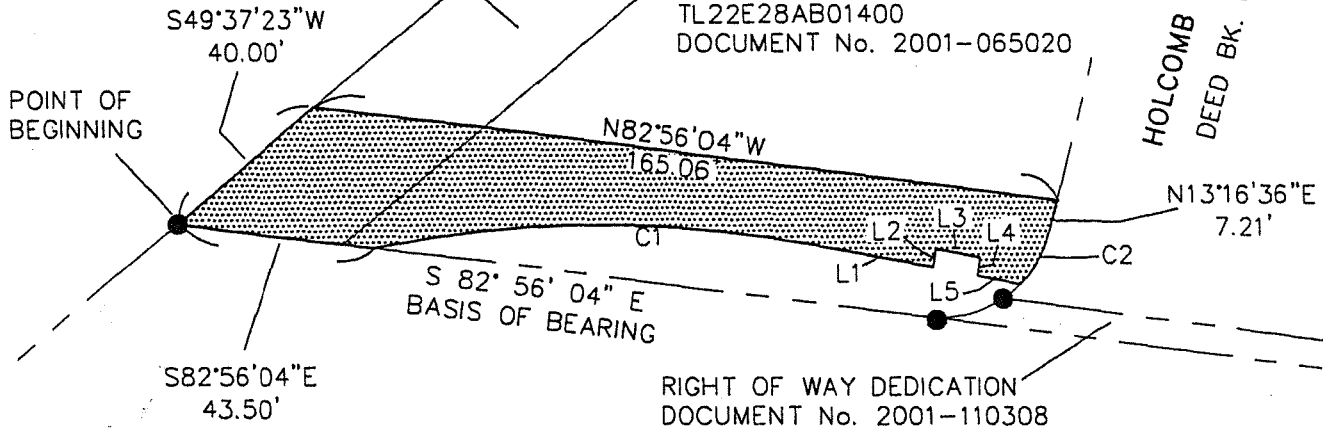 S49°37'23"W
40.00'
TL22E28AB01400
DOCUMENT No. 2001-065020
HOLCOMB
DEED BK.
POINT OF
BEGINNING
N82°56'04"W
165.06'
N13°16'36"E
7.21'
L2
L3
L4
C1
C2
L1
L5
S 82° 56' 04" E
BASIS OF BEARING
S82°56'04"E
43.50'
RIGHT OF WAY DEDICATION
DOCUMENT No. 2001-110308